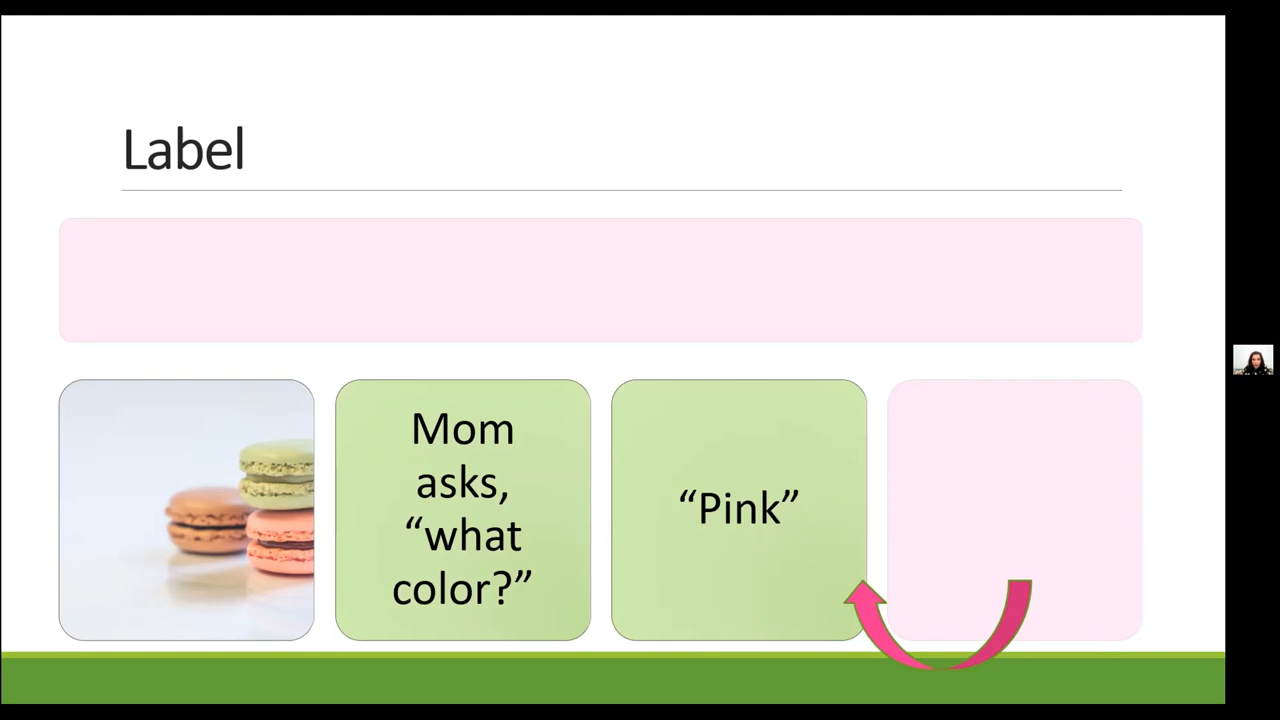 Label
Mom
asks,
“what
color?”
“Pink”